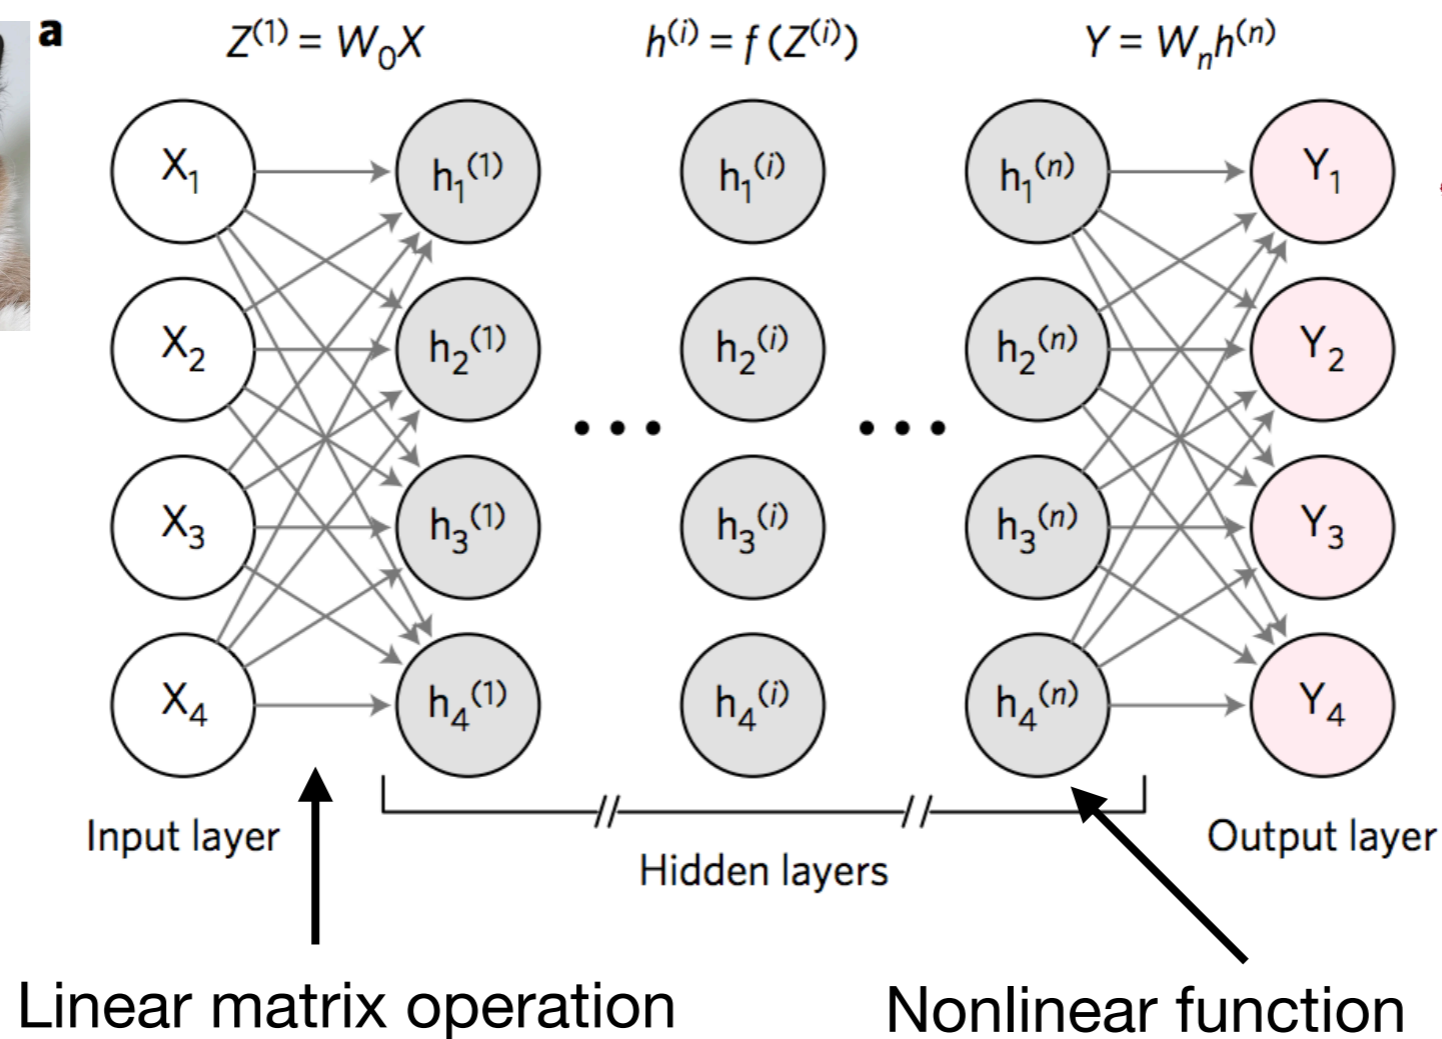 a
Z⁽¹⁾ = W₀X h⁽ⁱ⁾ = f (Z⁽ⁱ⁾) Y = Wₙh⁽ⁿ⁾
X₁ h₁⁽¹⁾ h₁⁽ⁱ⁾ h₁⁽ⁿ⁾ Y₁
X₂ h₂⁽¹⁾ h₂⁽ⁱ⁾ h₂⁽ⁿ⁾ Y₂
X₃ h₃⁽¹⁾ h₃⁽ⁱ⁾ h₃⁽ⁿ⁾ Y₃
X₄ h₄⁽¹⁾ h₄⁽ⁱ⁾ h₄⁽ⁿ⁾ Y₄
Input layer Hidden layers Output layer
Linear matrix operation Nonlinear function